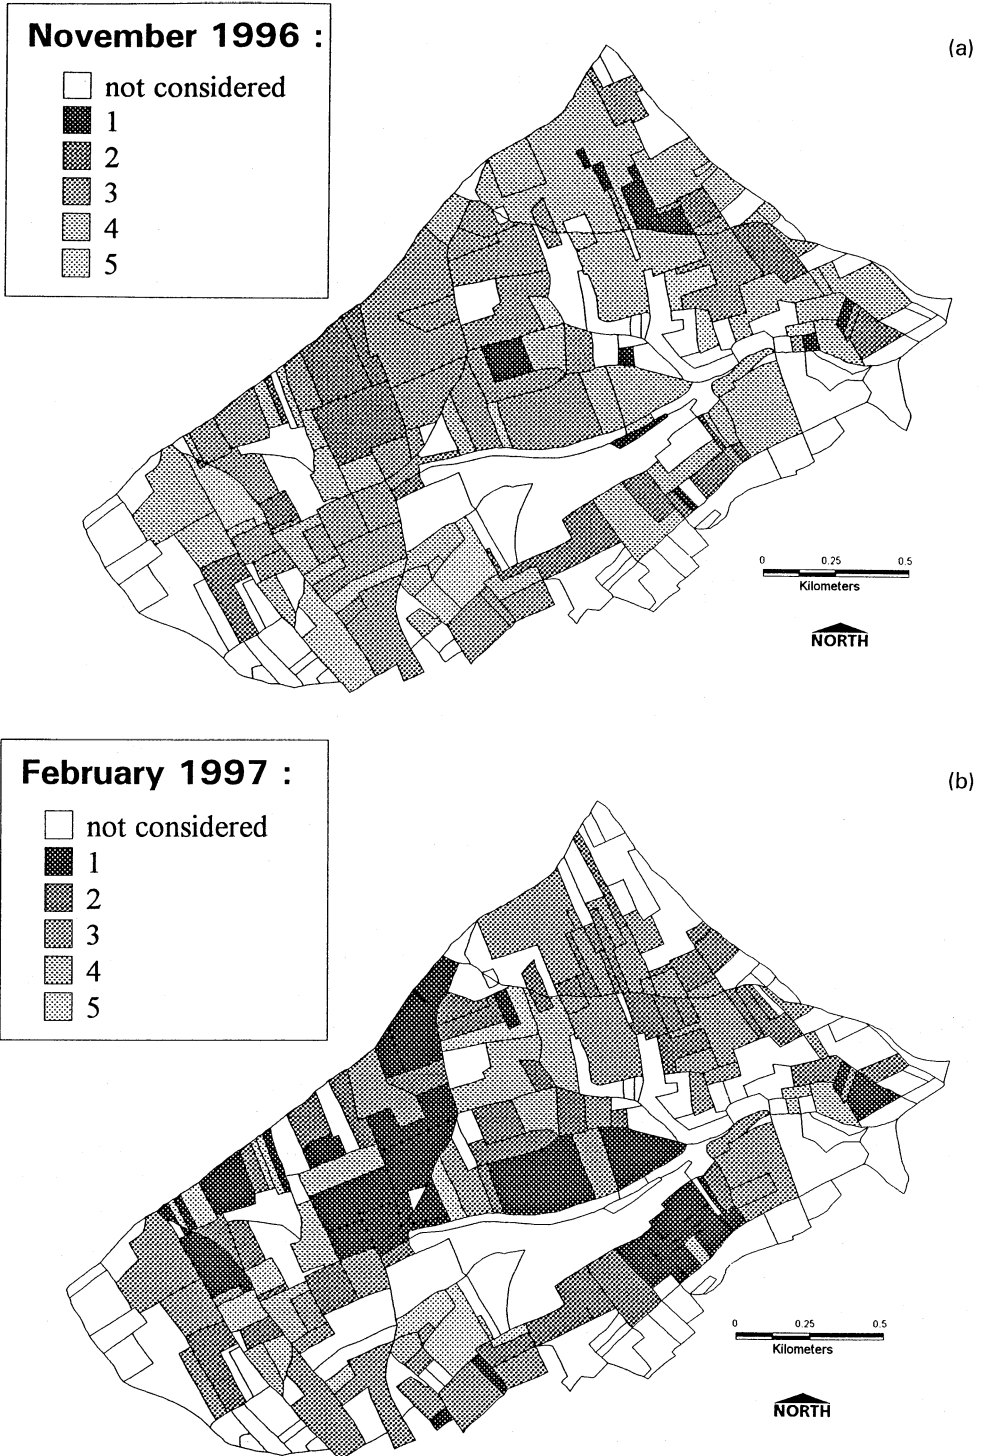 November 1996 :
not considered
1
2
3
4
5
(a)
0 0.25 0.5
Kilometers
NORTH
February 1997 :
not considered
1
2
3
4
5
(b)
0 0.25 0.5
Kilometers
NORTH